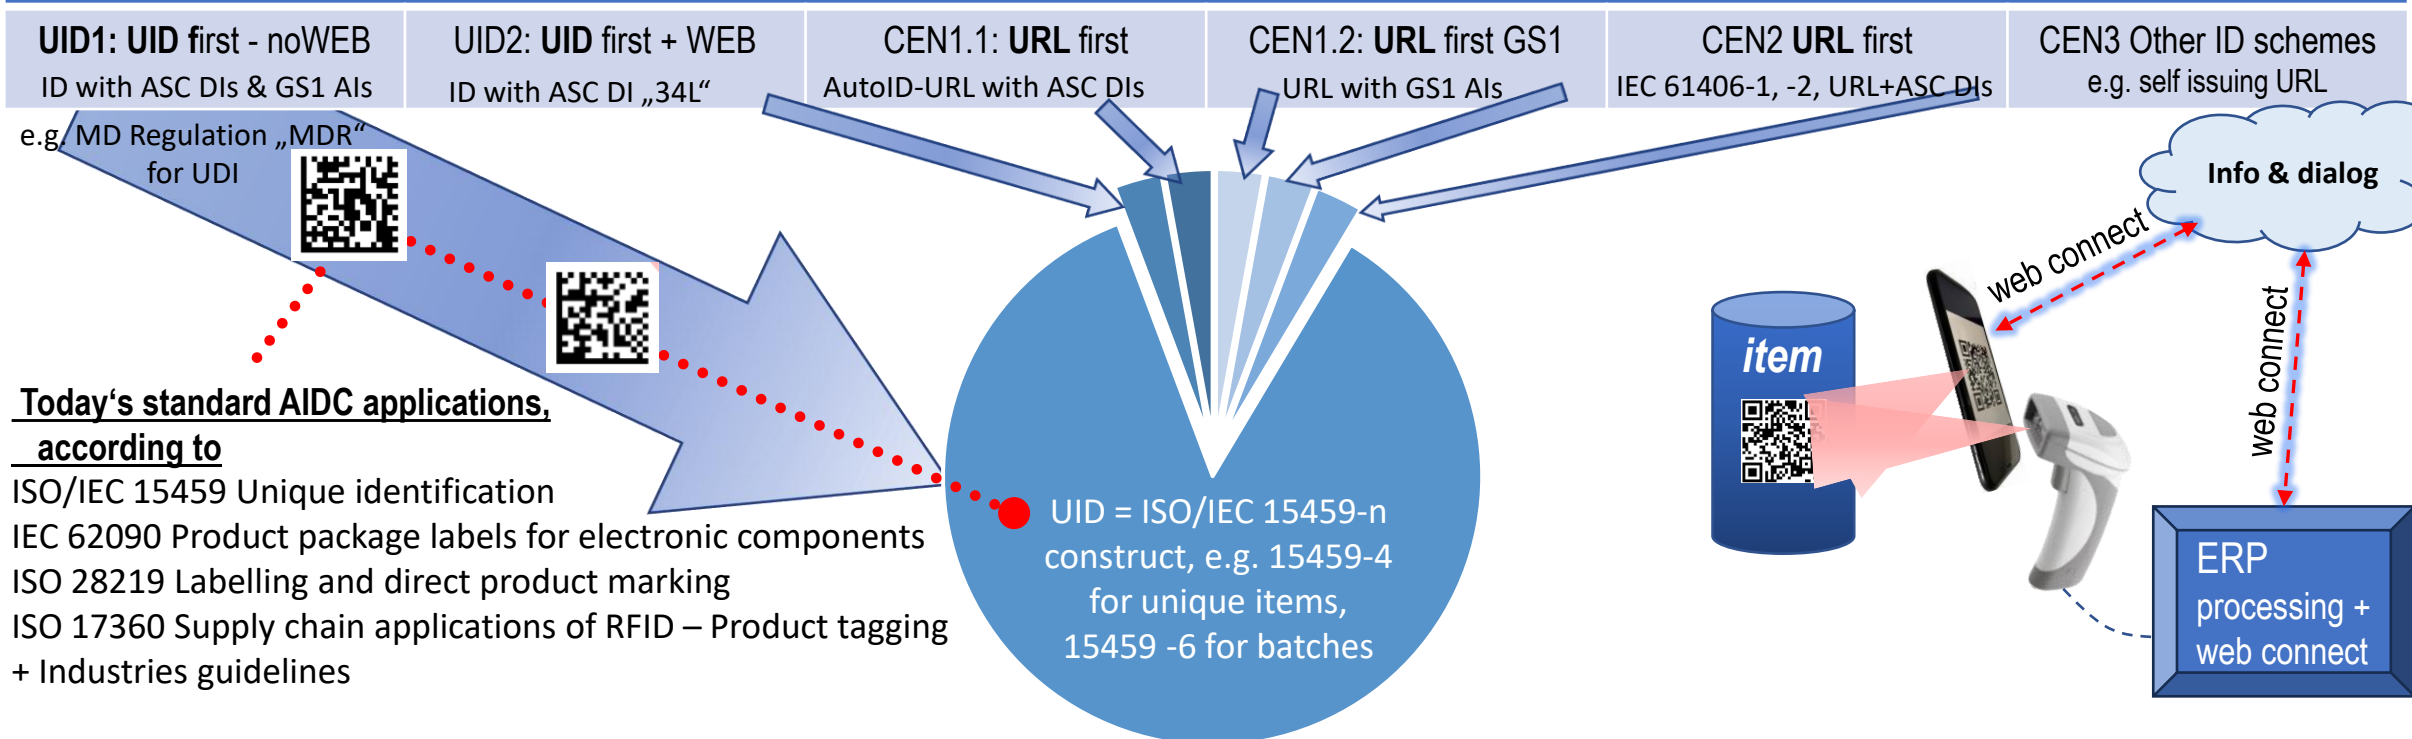 UID1: UID first - noWEB
ID with ASC DIs & GS1 AIs
UID2: UID first + WEB
ID with ASC DI „34L“
CEN1.1: URL first
AutoID-URL with ASC DIs
CEN1.2: URL first GS1
URL with GS1 AIs
CEN2 URL first
IEC 61406-1, -2, URL+ASC DIs
CEN3 Other ID schemes
e.g. self issuing URL
e.g. MD Regulation „MDR“
for UDI
Info & dialog
web connect
web connect
item
Today‘s standard AIDC applications,
according to
ISO/IEC 15459 Unique identification
IEC 62090 Product package labels for electronic components
ISO 28219 Labelling and direct product marking
ISO 17360 Supply chain applications of RFID – Product tagging
+ Industries guidelines
UID = ISO/IEC 15459-n
construct, e.g. 15459-4
for unique items,
15459 -6 for batches
ERP
processing +
web connect